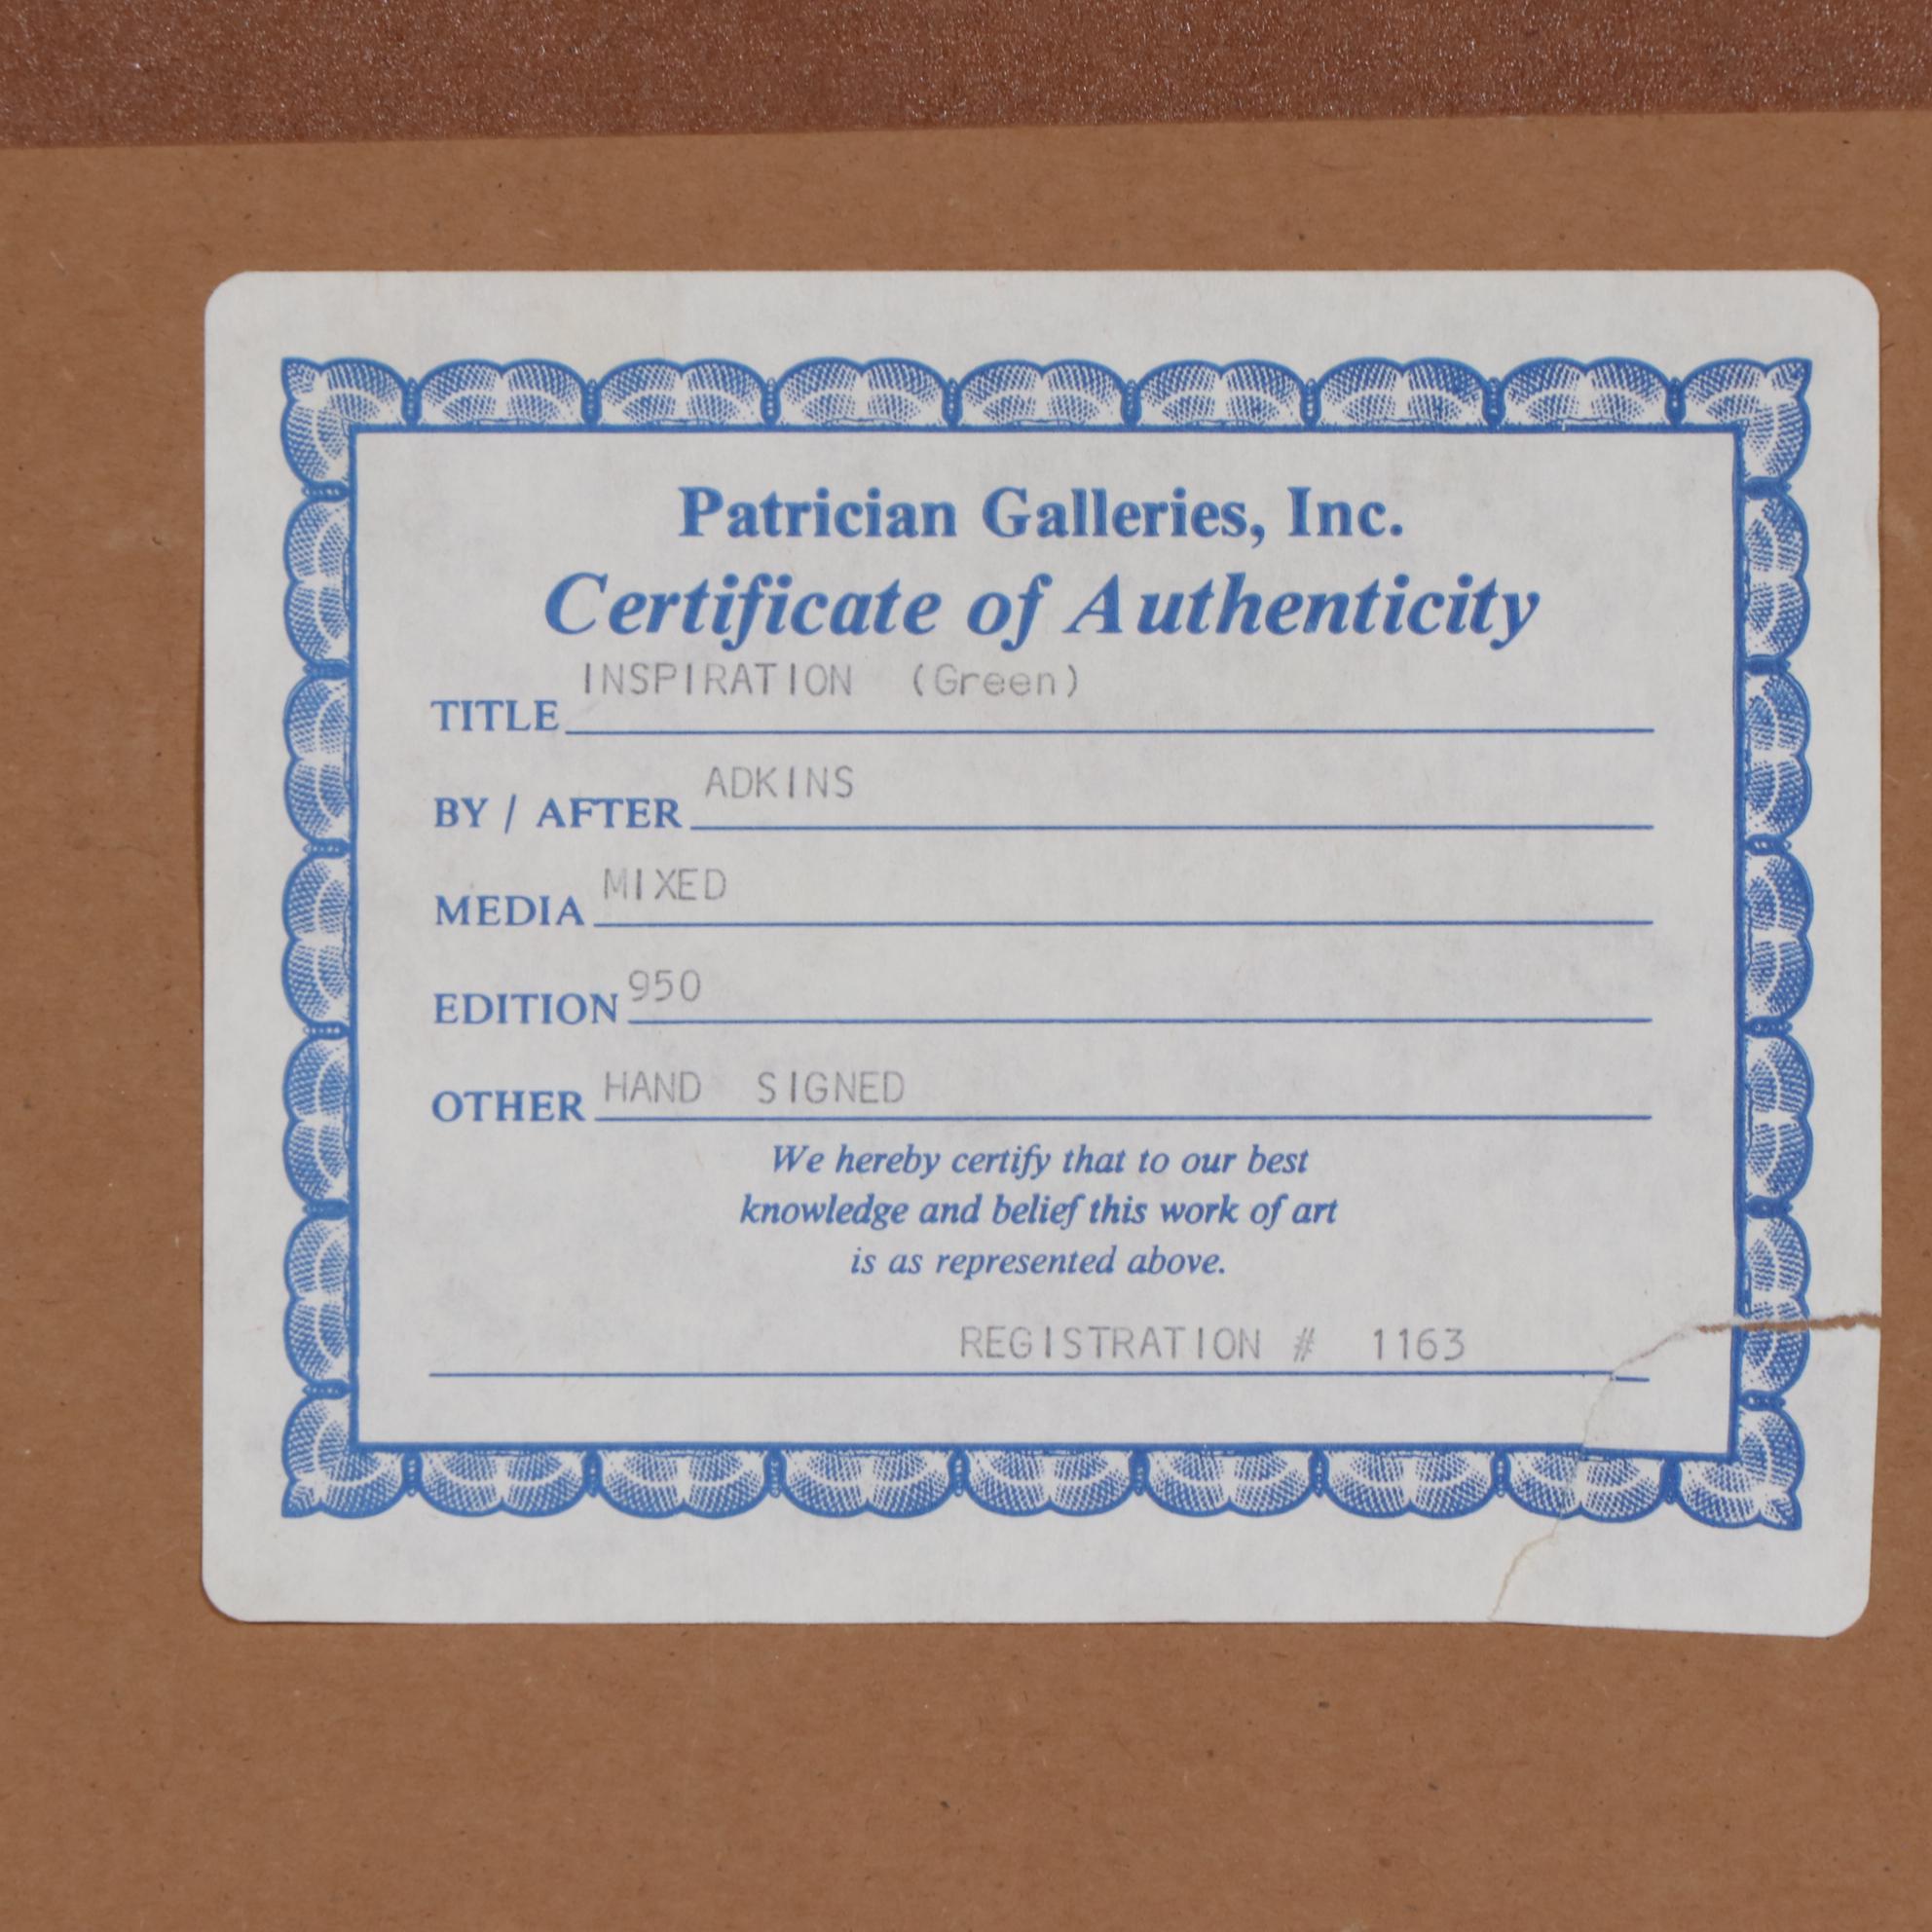 Patrician Galleries, Inc.
Certificate of Authenticity
TITLE INSPIRATION (Green)
BY / AFTER ADKINS
MEDIA MIXED
EDITION 950
OTHER HAND SIGNED
We hereby certify that to our best
knowledge and belief this work of art
is as represented above.
REGISTRATION # 1163